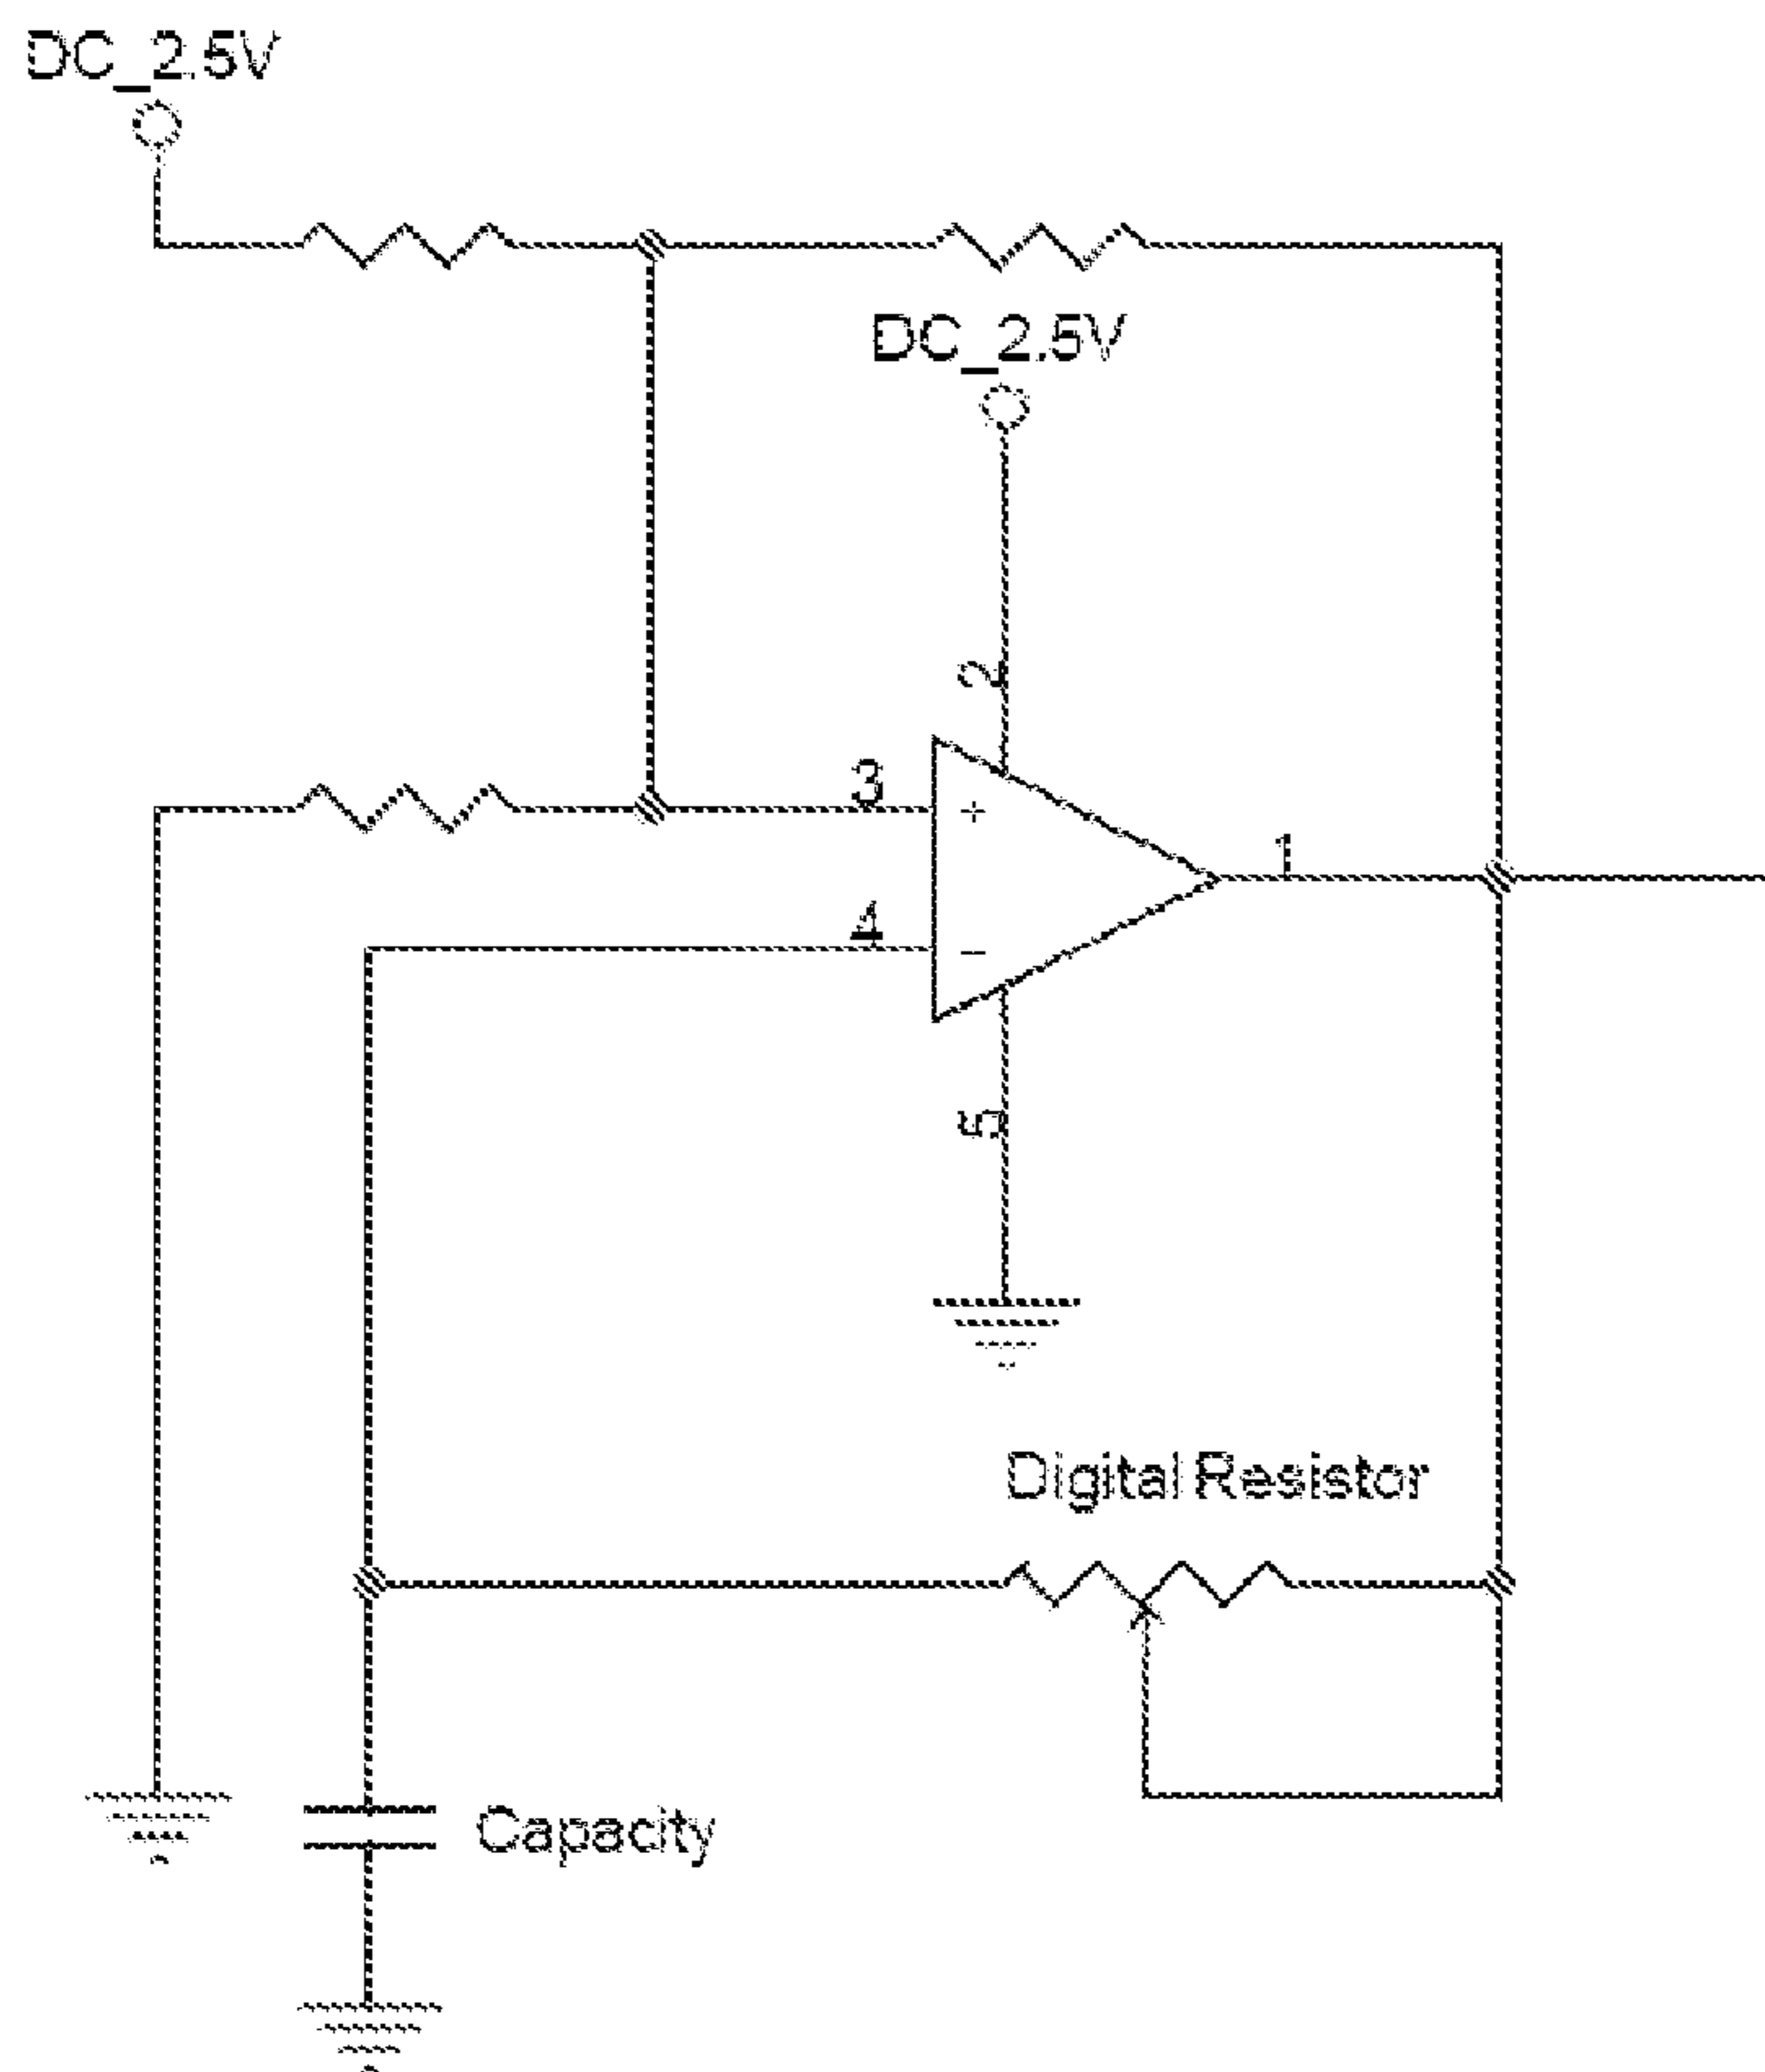 DC_2.5V
DC_2.5V
2
3
+
1
4
−
5
Digital Resistor
Capacity